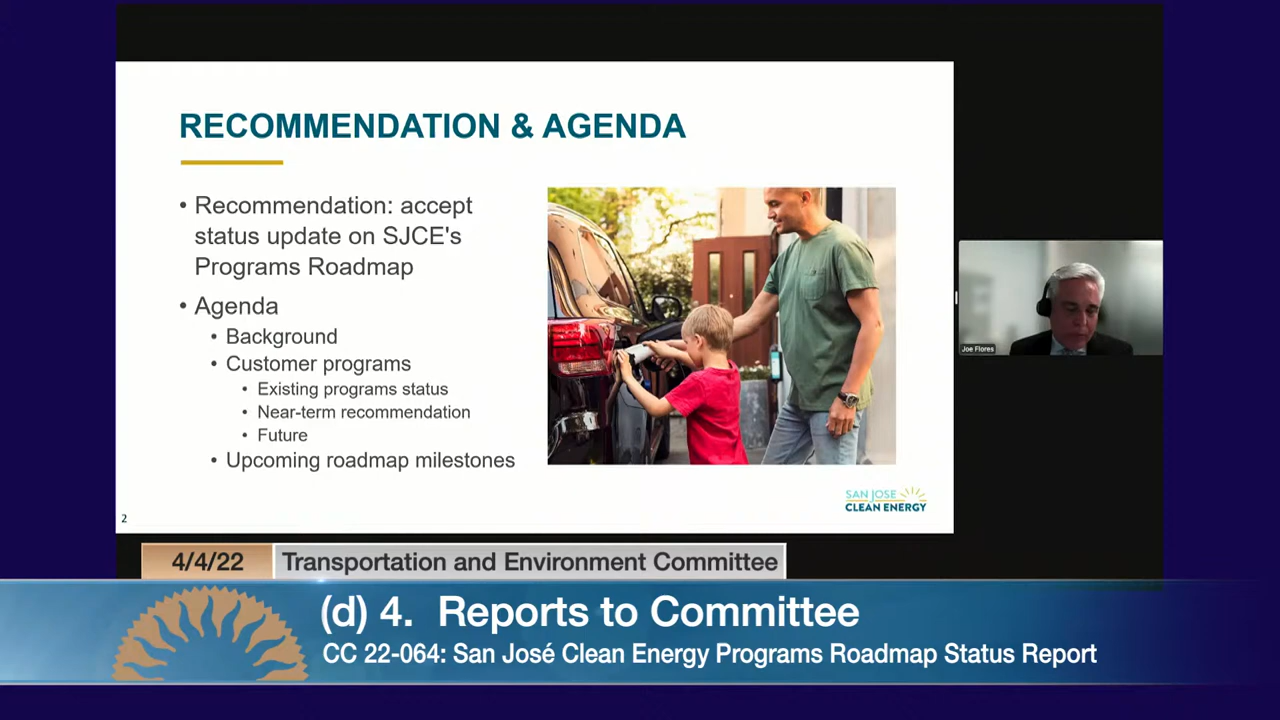 RECOMMENDATION & AGENDA
• Recommendation: accept
status update on SJCE's
Programs Roadmap
• Agenda
• Background
• Customer programs
• Existing programs status
• Near-term recommendation
• Future
• Upcoming roadmap milestones
SAN JOSE
CLEAN ENERGY
2
Joe Flores
4/4/22 Transportation and Environment Committee
(d) 4. Reports to Committee
CC 22-064: San José Clean Energy Programs Roadmap Status Report